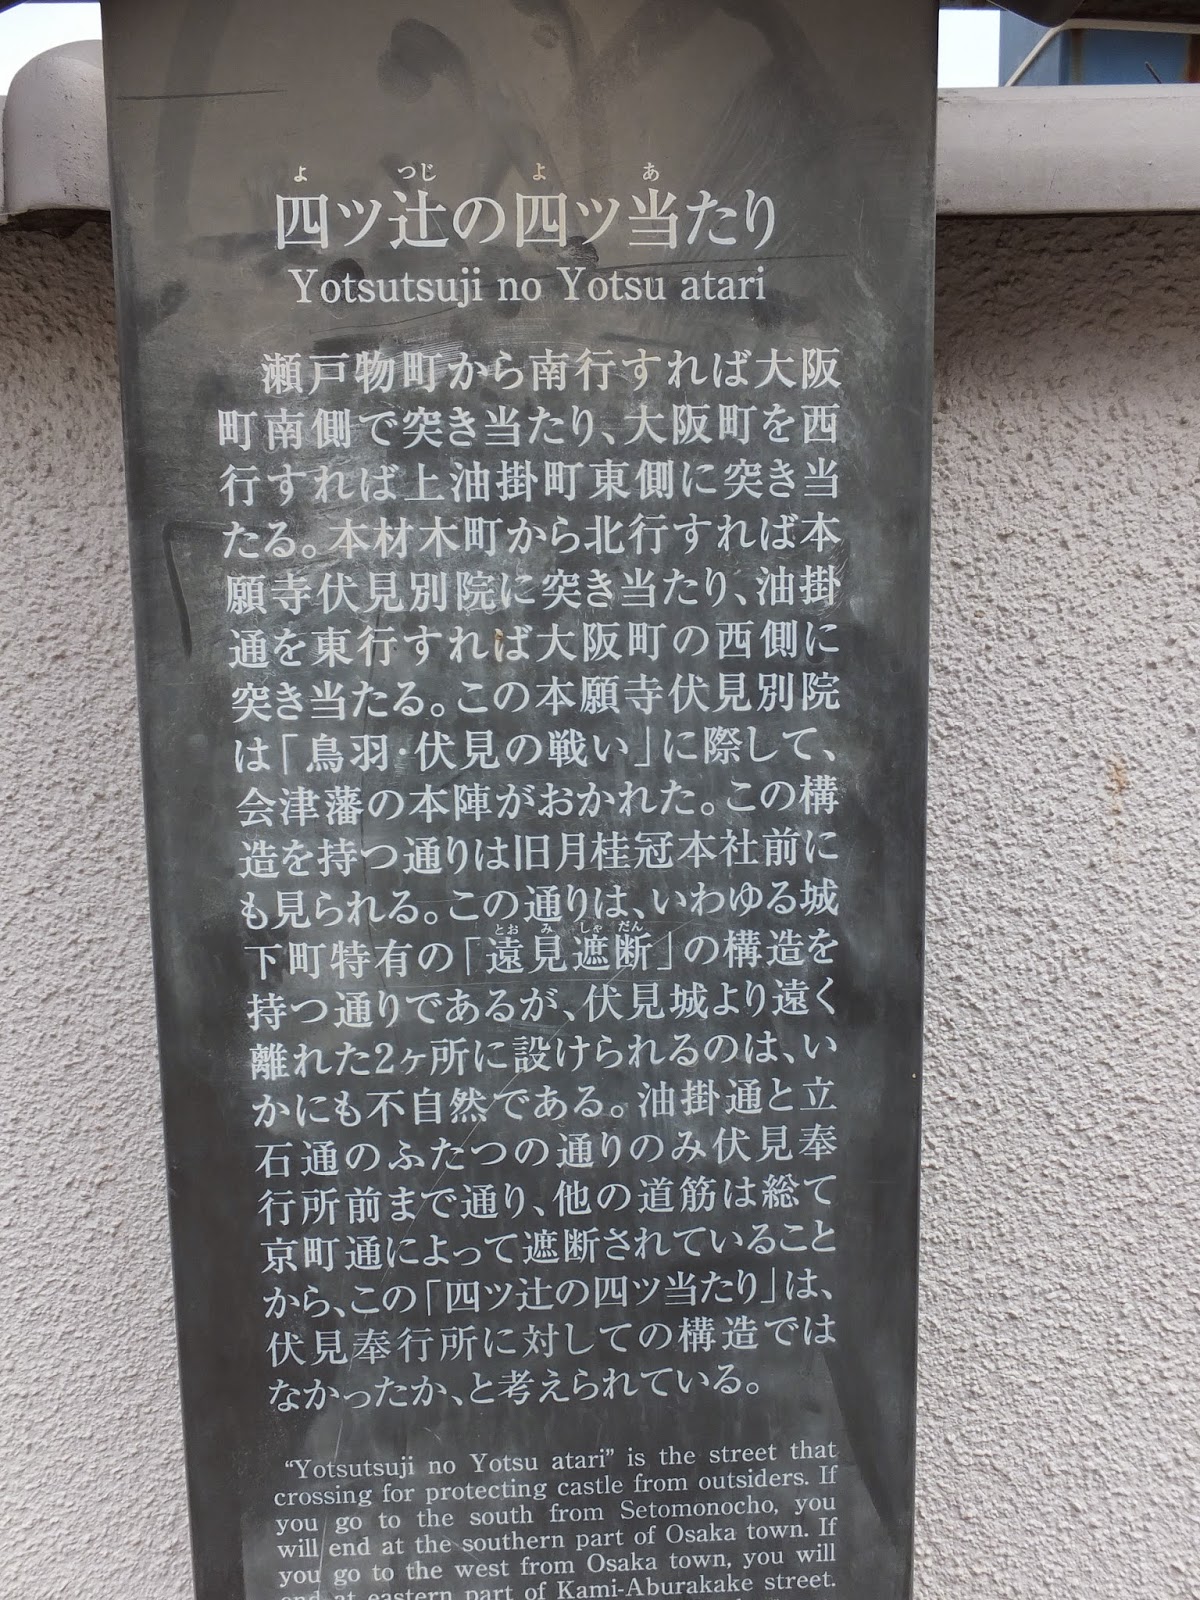 よ つじ よ あ
四ツ辻の四ツ当たり
Yotsutsuji no Yotsu atari
瀬戸物町から南行すれば大阪
町南側で突き当たり、大阪町を西
行すれば上油掛町東側に突き当
たる。本材木町から北行すれば本
願寺伏見別院に突き当たり、油掛
通を東行すれば大阪町の西側に
突き当たる。この本願寺伏見別院
は「鳥羽・伏見の戦い」に際して、
会津藩の本陣がおかれた。この構
造を持つ通りは旧月桂冠本社前に
も見られる。この通りは、いわゆる城
とお み しゃ だん
下町特有の「遠見遮断」の構造を
持つ通りであるが、伏見城より遠く
離れた2ヶ所に設けられるのは、い
かにも不自然である。油掛通と立
石通のふたつの通りのみ伏見奉
行所前まで通り、他の道筋は総て
京町通によって遮断されていること
から、この「四ツ辻の四ツ当たり」は、
伏見奉行所に対しての構造では
なかったか、と考えられている。
"Yotsutsuji no Yotsu atari" is the street that
crossing for protecting castle from outsiders. If
you go to the south from Setomonocho, you
will end at the southern part of Osaka town. If
you go to the west from Osaka town, you will
end at eastern part of Kami-Aburakake street.